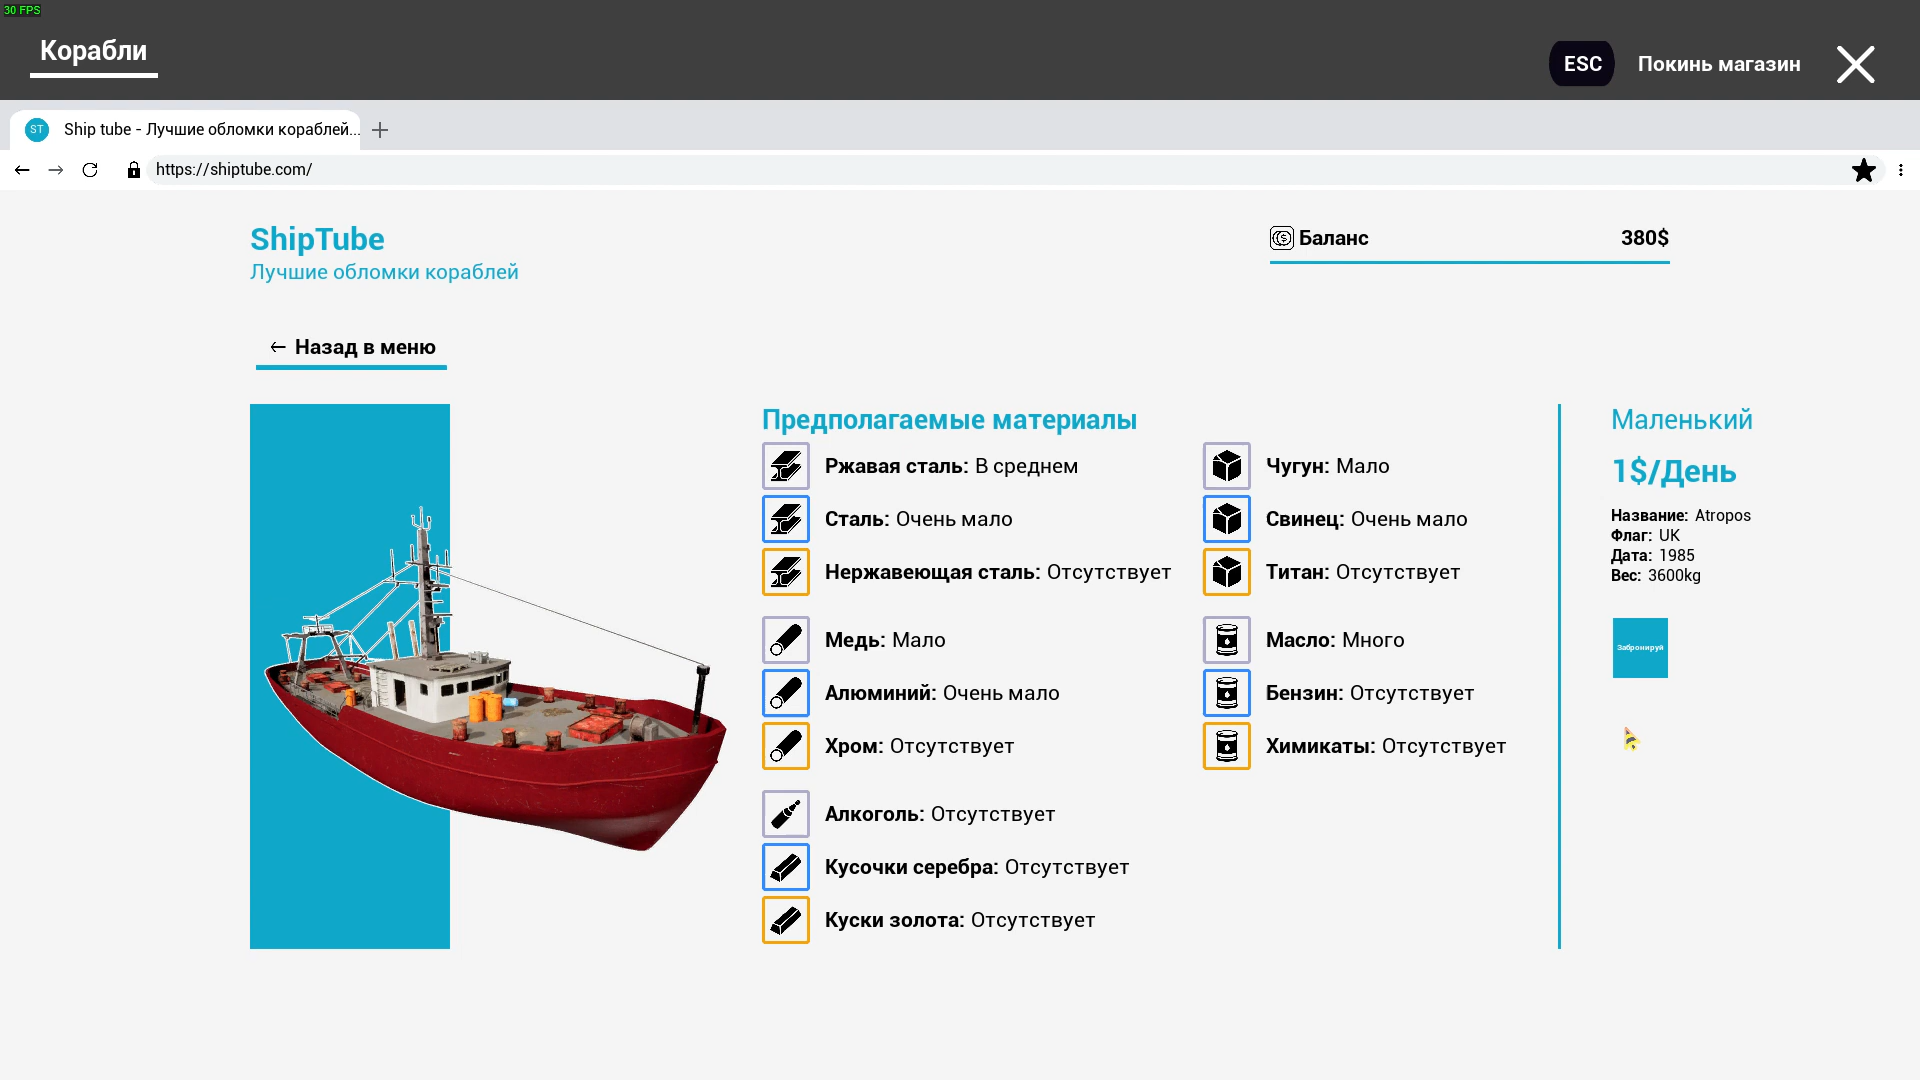 30 FPS
Корабли
ESC Покинь магазин
ST Ship tube - Лучшие обломки кораблей...
https://shiptube.com/
ShipTube
Лучшие обломки кораблей
Баланс 380$
Назад в меню
Предполагаемые материалы
Ржавая сталь: В среднем
Сталь: Очень мало
Нержавеющая сталь: Отсутствует
Медь: Мало
Алюминий: Очень мало
Хром: Отсутствует
Алкоголь: Отсутствует
Кусочки серебра: Отсутствует
Куски золота: Отсутствует
Чугун: Мало
Свинец: Очень мало
Титан: Отсутствует
Масло: Много
Бензин: Отсутствует
Химикаты: Отсутствует
Маленький
1$/День
Название: Atropos
Флаг: UK
Дата: 1985
Вес: 3600kg
Забронируй